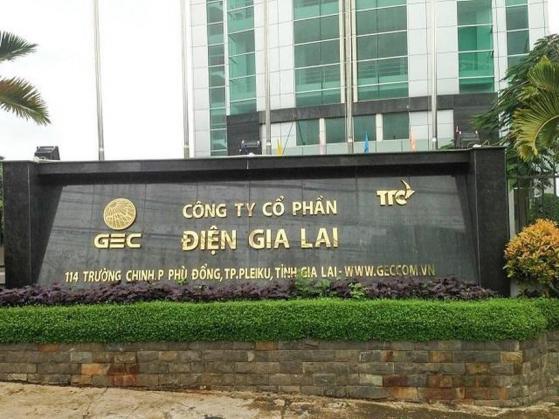 CÔNG TY CỔ PHẦN
TTC
GEC
ĐIỆN GIA LAI
114 TRƯỜNG CHINH.P PHÙ ĐỔNG, TP.PLEIKU, TỈNH GIA LAI - WWW.GECCOM.VN